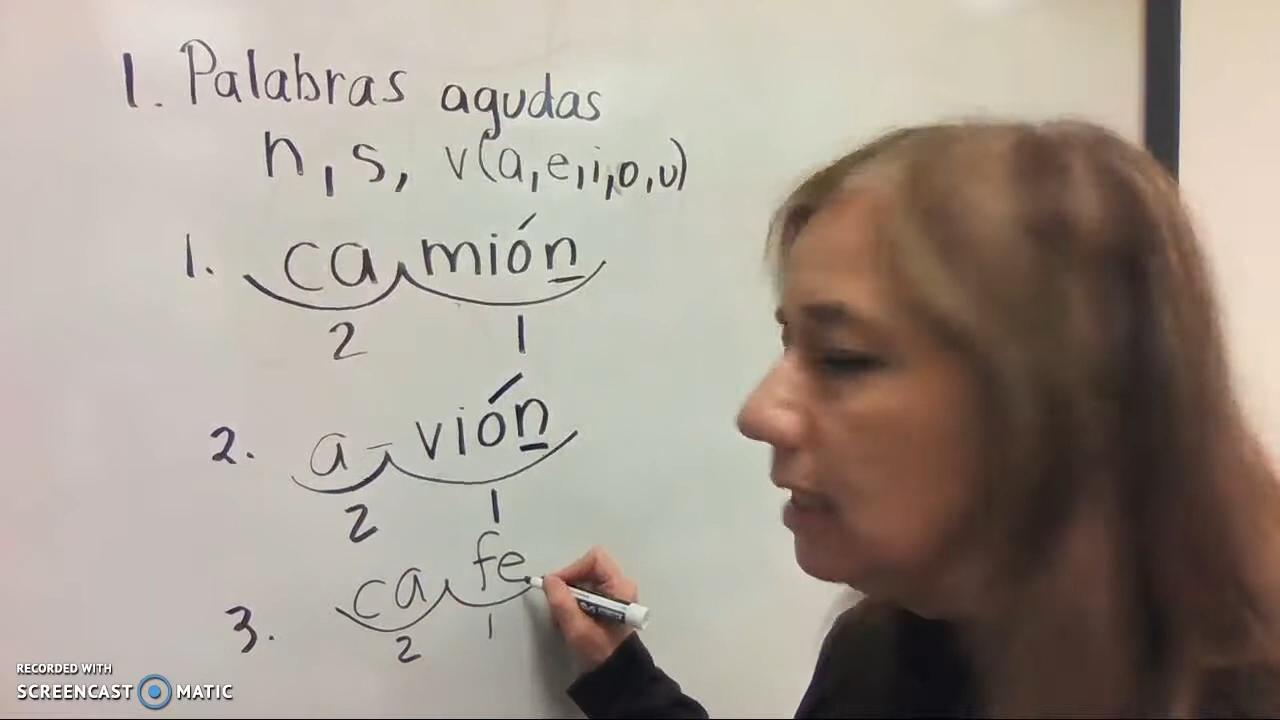 1. Palabras agudas
n, s, v(a, e, i, o, u)
1. ca mión
2 1
2. a - vión
2 1
3. ca fe
2 1
RECORDED WITH
SCREENCAST MATIC